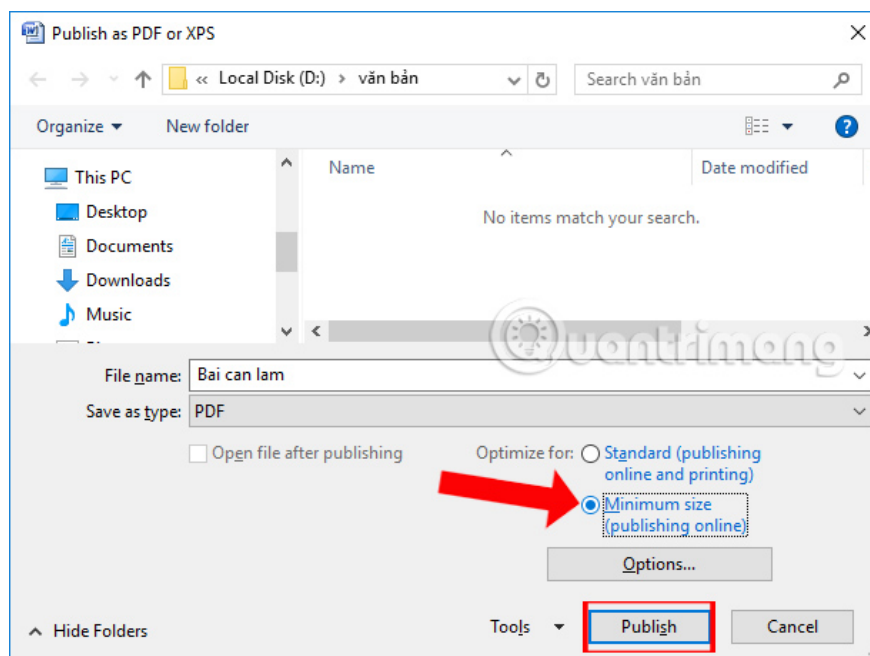 Publish as PDF or XPS
« Local Disk (D:) › văn bản
Search văn bản
Organize
New folder
?
Name
Date modified
This PC
No items match your search.
Desktop
Documents
Downloads
Music
Quantrimang
File name: Bai can lam
Save as type: PDF
Open file after publishing
Optimize for: Standard (publishing
online and printing)
Minimum size
(publishing online)
Options...
Hide Folders
Tools
Publish
Cancel